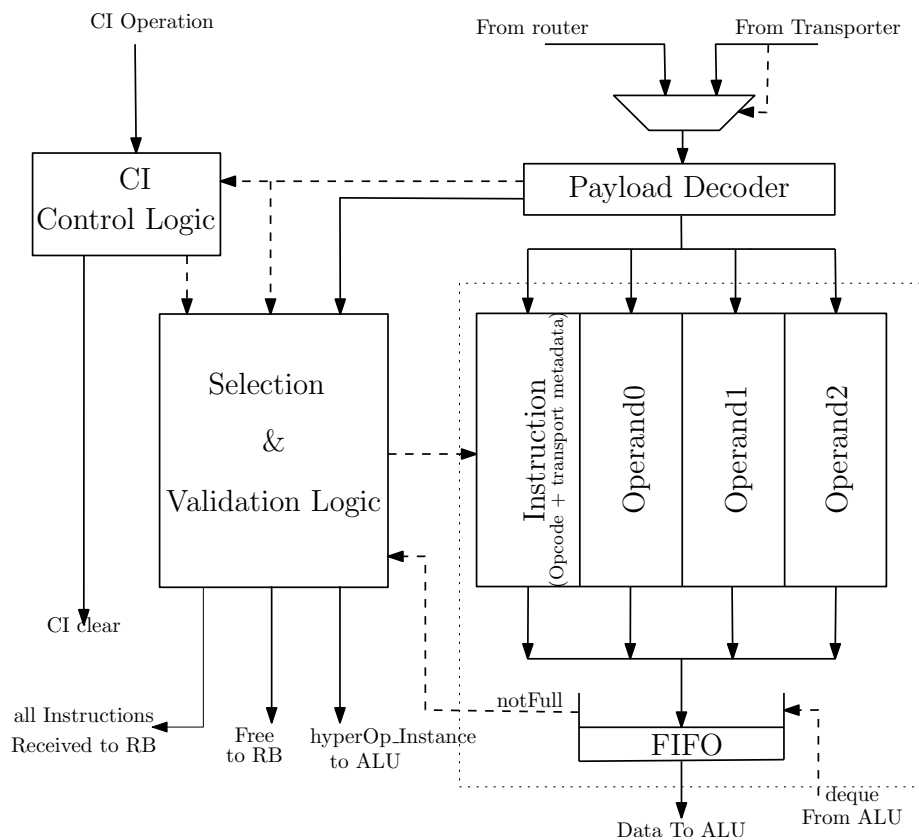 CI Operation
From router
From Transporter
CI
Control Logic
Payload Decoder
Selection
&
Validation Logic
Instruction
(Opcode + transport metadata)
Operand0
Operand1
Operand2
CI clear
notFull
all Instructions
Received to RB
Free
to RB
hyperOp_Instance
to ALU
FIFO
deque
From ALU
Data To ALU